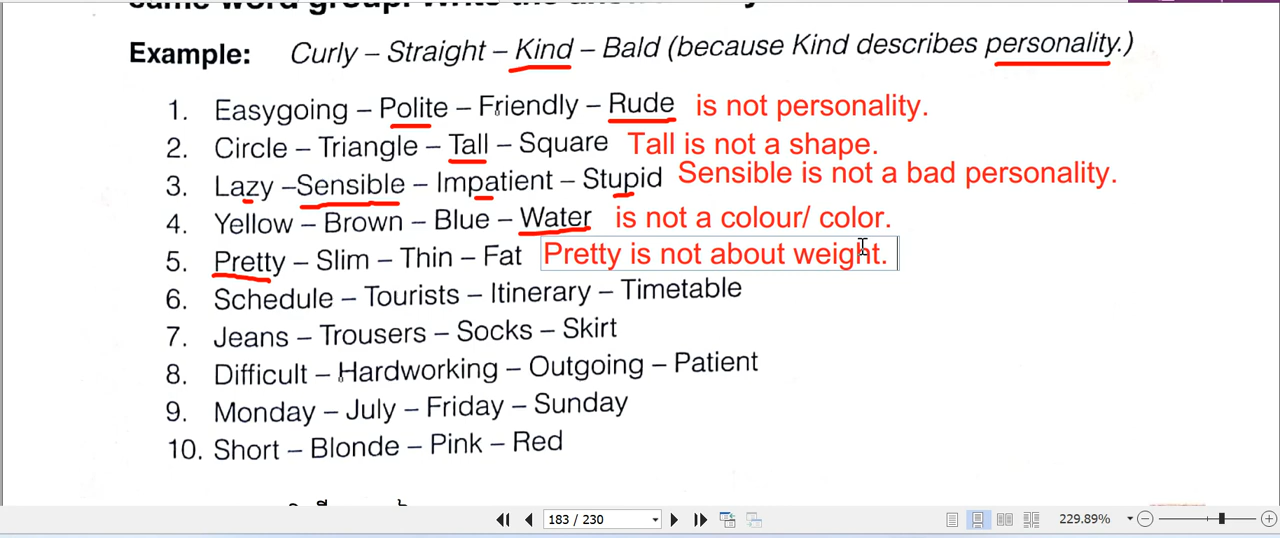 Example: Curly – Straight – Kind – Bald (because Kind describes personality.)
1. Easygoing – Polite – Friendly – Rude is not personality.
2. Circle – Triangle – Tall – Square Tall is not a shape.
3. Lazy –Sensible – Impatient – Stupid Sensible is not a bad personality.
4. Yellow – Brown – Blue – Water is not a colour/ color.
5. Pretty – Slim – Thin – Fat Pretty is not about weight.
6. Schedule – Tourists – Itinerary – Timetable
7. Jeans – Trousers – Socks – Skirt
8. Difficult – Hardworking – Outgoing – Patient
9. Monday – July – Friday – Sunday
10. Short – Blonde – Pink – Red
183 / 230
229.89%